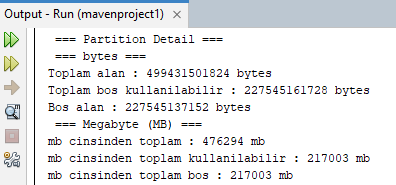 Output - Run (mavenproject1) ×
=== Partition Detail ===
=== bytes ===
Toplam alan : 499431501824 bytes
Toplam bos kullanilabilir : 227545161728 bytes
Bos alan : 227545137152 bytes
=== Megabyte (MB) ===
mb cinsinden toplam : 476294 mb
mb cinsinden toplam kullanilabilir : 217003 mb
mb cinsinden toplam bos : 217003 mb